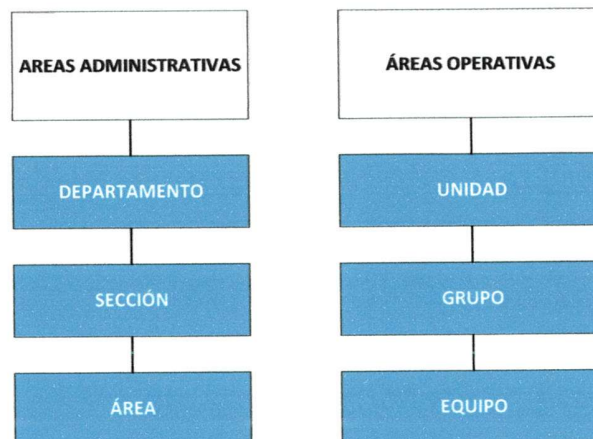 AREAS ADMINISTRATIVAS
DEPARTAMENTO
SECCIÓN
ÁREA
ÁREAS OPERATIVAS
UNIDAD
GRUPO
EQUIPO